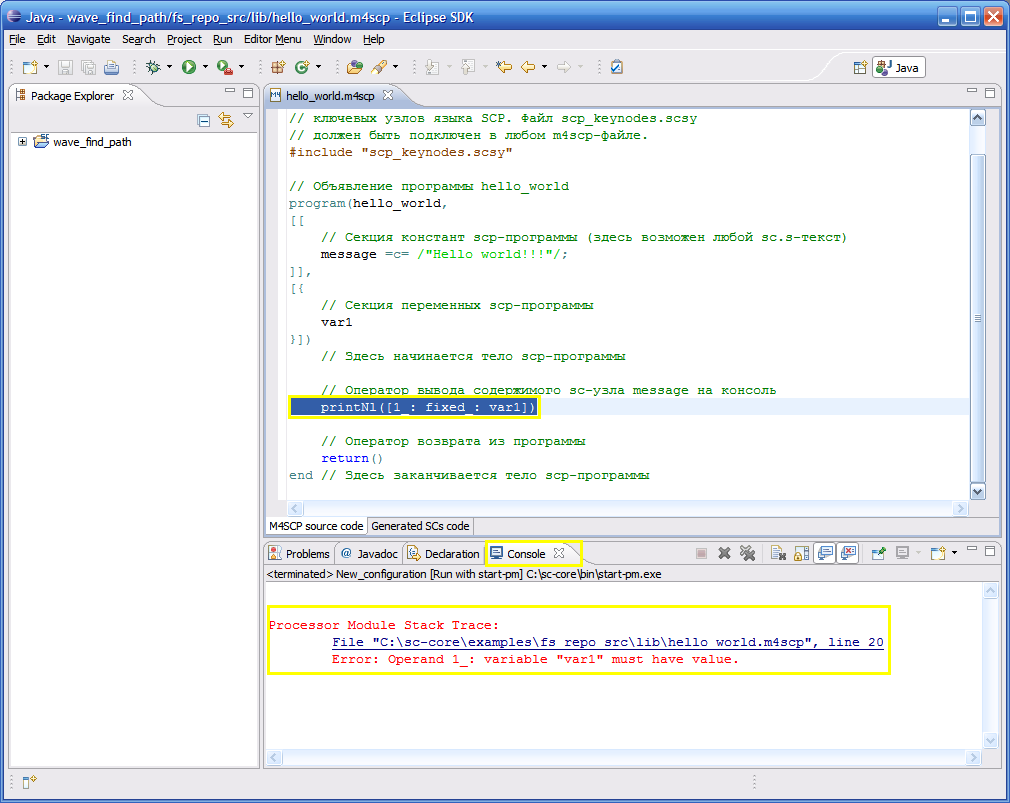 Java - wave_find_path/fs_repo_src/lib/hello_world.m4scp - Eclipse SDK
File Edit Navigate Search Project Run Editor Menu Window Help
Java
Package Explorer
wave_find_path
hello_world.m4scp
// ключевых узлов языка SCP. Файл scp_keynodes.scsy
// должен быть подключен в любом m4scp-файле.
#include "scp_keynodes.scsy"
// Объявление программы hello_world
program(hello_world,
[[
// Секция констант scp-программы (здесь возможен любой sc.s-текст)
message =c= /"Hello world!!!"/;
]],
[{
// Секция переменных scp-программы
var1
}])
// Здесь начинается тело scp-программы
// Оператор вывода содержимого sc-узла message на консоль
printNl([1_: fixed_: var1])
// Оператор возврата из программы
return()
end // Здесь заканчивается тело scp-программы
M4SCP source code Generated SCs code
Problems @ Javadoc Declaration Console
<terminated> New_configuration [Run with start-pm] C:\sc-core\bin\start-pm.exe
Processor Module Stack Trace:
File "C:\sc-core\examples\fs_repo_src\lib\hello_world.m4scp", line 20
Error: Operand 1_: variable "var1" must have value.